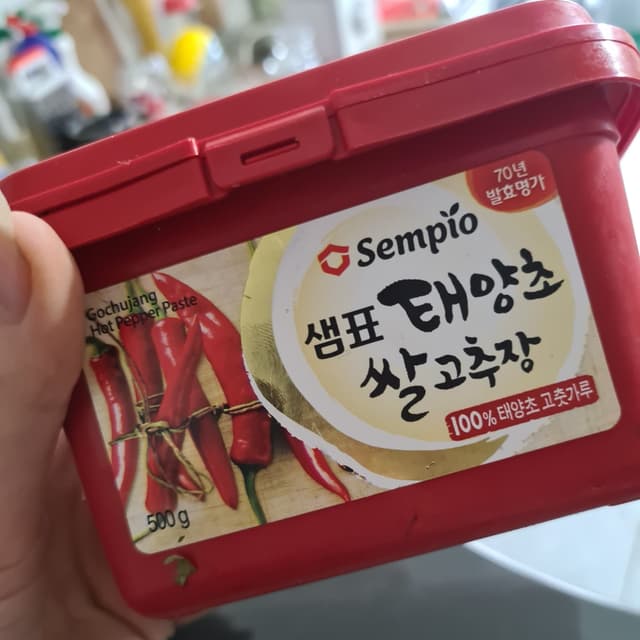 70년
발효명가
Sempio
샘표 태양초
쌀고추장
100% 태양초 고춧가루
Gochujang
Hot Pepper Paste
500g